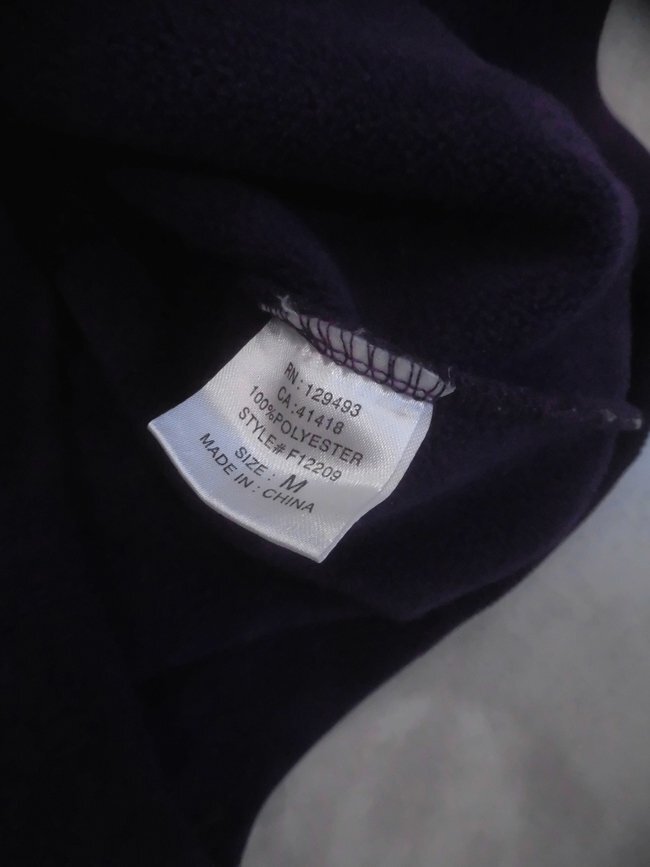 RN: 129493
CA:41418
100%POLYESTER
STYLE# F12209
SIZE: M
MADE IN: CHINA